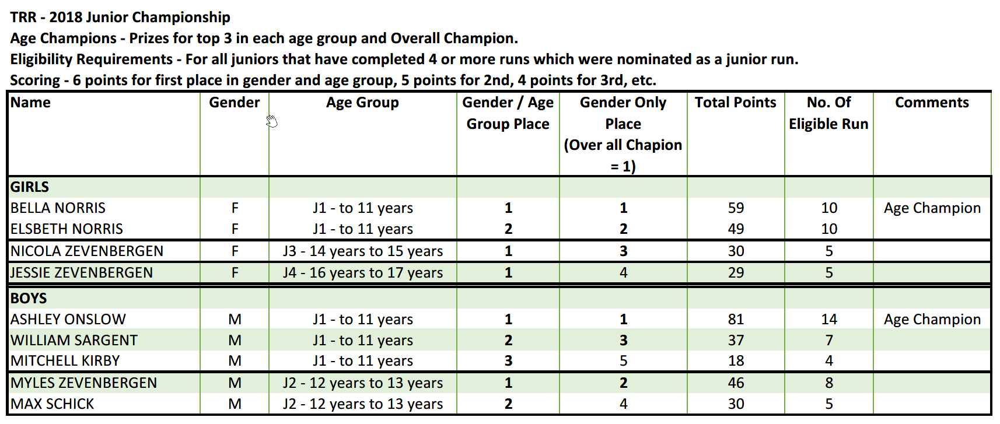 TRR - 2018 Junior Championship
Age Champions - Prizes for top 3 in each age group and Overall Champion.
Eligibility Requirements - For all juniors that have completed 4 or more runs which were nominated as a junior run.
Scoring - 6 points for first place in gender and age group, 5 points for 2nd, 4 points for 3rd, etc.
Name Gender Age Group Gender / Age Gender Only Total Points No. Of Comments
Group Place Place Eligible Run
(Over all Chapion
= 1)
GIRLS
BELLA NORRIS F J1 - to 11 years 1 1 59 10 Age Champion
ELSBETH NORRIS F J1 - to 11 years 2 2 49 10
NICOLA ZEVENBERGEN F J3 - 14 years to 15 years 1 3 30 5
JESSIE ZEVENBERGEN F J4 - 16 years to 17 years 1 4 29 5
BOYS
ASHLEY ONSLOW M J1 - to 11 years 1 1 81 14 Age Champion
WILLIAM SARGENT M J1 - to 11 years 2 3 37 7
MITCHELL KIRBY M J1 - to 11 years 3 5 18 4
MYLES ZEVENBERGEN M J2 - 12 years to 13 years 1 2 46 8
MAX SCHICK M J2 - 12 years to 13 years 2 4 30 5